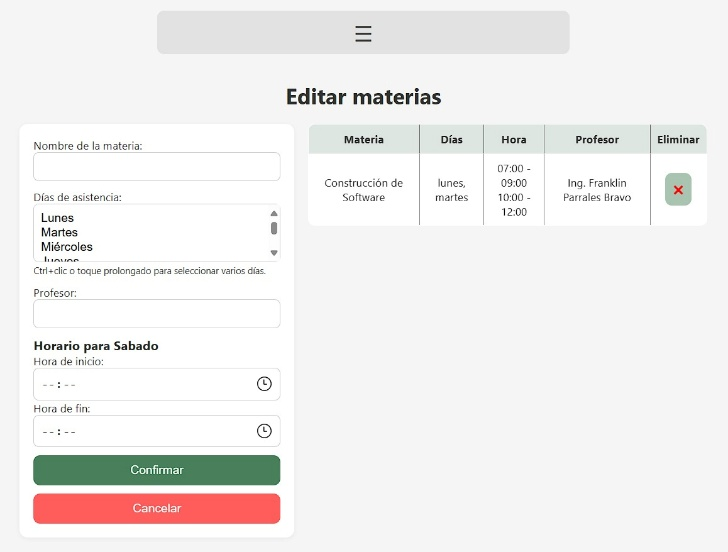 Editar materias
Nombre de la materia:
Días de asistencia:
Lunes
Martes
Miércoles
Jueves
Ctrl+clic o toque prolongado para seleccionar varios días.
Profesor:
Horario para Sabado
Hora de inicio:
--:--
Hora de fin:
--:--
Confirmar
Cancelar
Materia Días Hora Profesor Eliminar
Construcción de Software
lunes, martes
07:00 - 09:00
10:00 - 12:00
Ing. Franklin Parrales Bravo